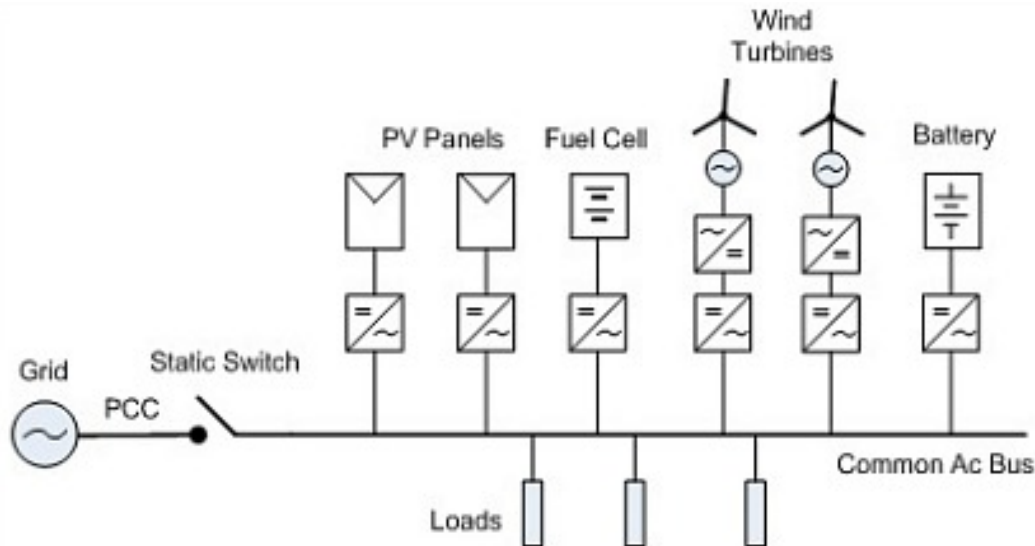 Wind
Turbines
PV Panels
Fuel Cell
Battery
Static Switch
Grid
PCC
Common Ac Bus
Loads